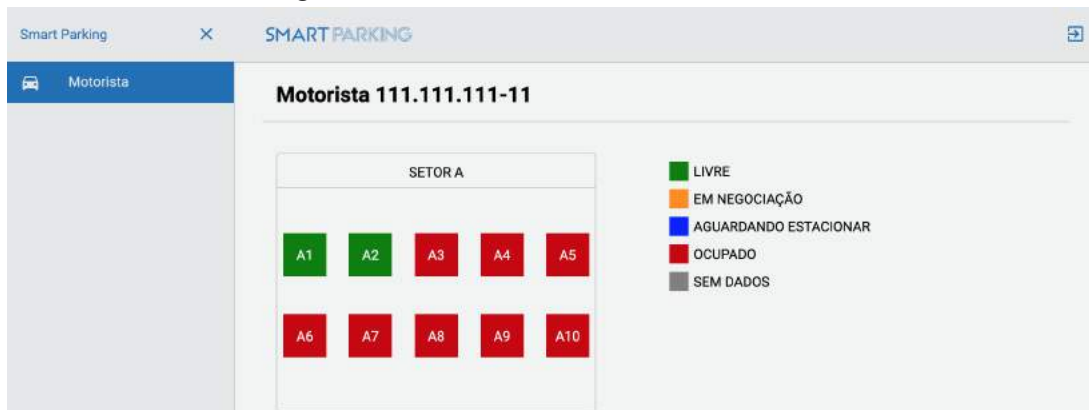 Smart Parking
SMART PARKING
Motorista
Motorista 111.111.111-11
SETOR A
A1 A2 A3 A4 A5
A6 A7 A8 A9 A10
LIVRE
EM NEGOCIAÇÃO
AGUARDANDO ESTACIONAR
OCUPADO
SEM DADOS